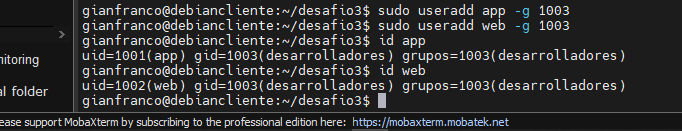 gianfranco@debiancliente:~/desafio3$ sudo useradd app -g 1003
gianfranco@debiancliente:~/desafio3$ sudo useradd web -g 1003
gianfranco@debiancliente:~/desafio3$ id app
uid=1001(app) gid=1003(desarrolladores) grupos=1003(desarrolladores)
gianfranco@debiancliente:~/desafio3$ id web
uid=1002(web) gid=1003(desarrolladores) grupos=1003(desarrolladores)
gianfranco@debiancliente:~/desafio3$
nitoring
al folder
ease support MobaXterm by subscribing to the professional edition here: https://mobaxterm.mobatek.net